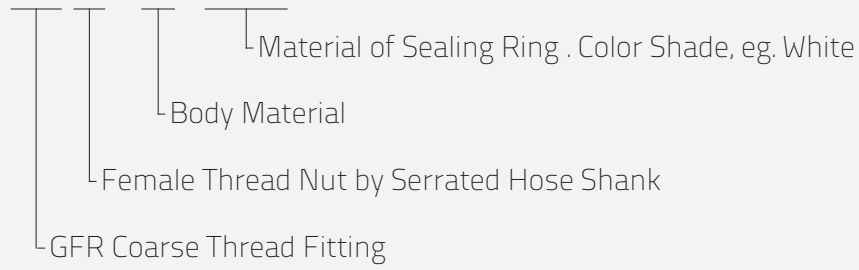 Material of Sealing Ring . Color Shade, eg. White
Body Material
Female Thread Nut by Serrated Hose Shank
GFR Coarse Thread Fitting